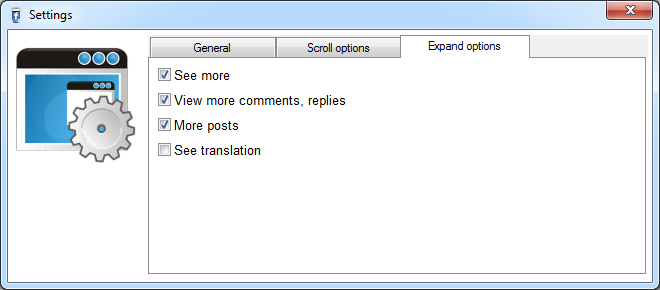 Settings
General
Scroll options
Expand options
See more
View more comments, replies
More posts
See translation